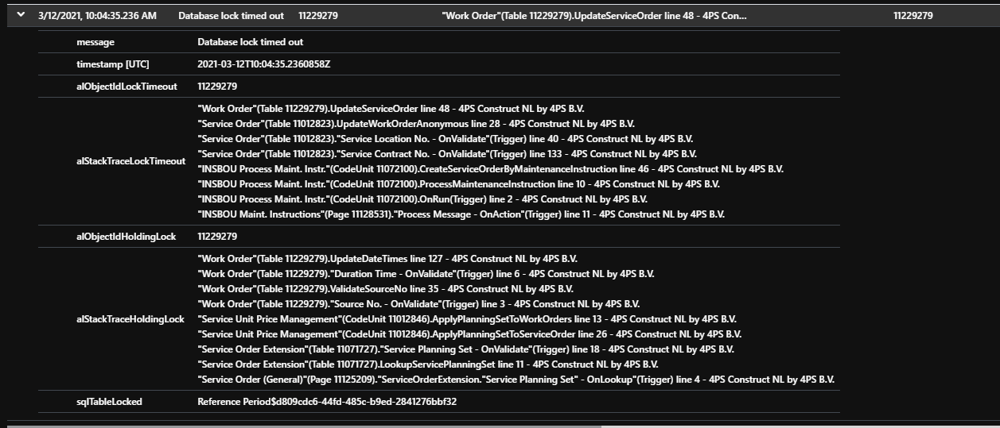 3/12/2021, 10:04:35.236 AM Database lock timed out 11229279 "Work Order"(Table 11229279).UpdateServiceOrder line 48 - 4PS Con... 11229279
message Database lock timed out
timestamp [UTC] 2021-03-12T10:04:35.2360858Z
alObjectIdLockTimeout 11229279
"Work Order"(Table 11229279).UpdateServiceOrder line 48 - 4PS Construct NL by 4PS B.V.
"Service Order"(Table 11012823).UpdateWorkOrderAnonymous line 28 - 4PS Construct NL by 4PS B.V.
"Service Order"(Table 11012823)."Service Location No. - OnValidate"(Trigger) line 40 - 4PS Construct NL by 4PS B.V.
"Service Order"(Table 11012823)."Service Contract No. - OnValidate"(Trigger) line 133 - 4PS Construct NL by 4PS B.V.
alStackTraceLockTimeout
"INSBOU Process Maint. Instr."(CodeUnit 11072100).CreateServiceOrderByMaintenanceInstruction line 46 - 4PS Construct NL by 4PS B.V.
"INSBOU Process Maint. Instr."(CodeUnit 11072100).ProcessMaintenanceInstruction line 10 - 4PS Construct NL by 4PS B.V.
"INSBOU Process Maint. Instr."(CodeUnit 11072100).OnRun(Trigger) line 2 - 4PS Construct NL by 4PS B.V.
"INSBOU Maint. Instructions"(Page 11128531)."Process Message - OnAction"(Trigger) line 11 - 4PS Construct NL by 4PS B.V.
alObjectIdHoldingLock 11229279
"Work Order"(Table 11229279).UpdateDateTimes line 127 - 4PS Construct NL by 4PS B.V.
"Work Order"(Table 11229279)."Duration Time - OnValidate"(Trigger) line 6 - 4PS Construct NL by 4PS B.V.
"Work Order"(Table 11229279).ValidateSourceNo line 35 - 4PS Construct NL by 4PS B.V.
"Work Order"(Table 11229279)."Source No. - OnValidate"(Trigger) line 3 - 4PS Construct NL by 4PS B.V.
alStackTraceHoldingLock "Service Unit Price Management"(CodeUnit 11012846).ApplyPlanningSetToWorkOrders line 13 - 4PS Construct NL by 4PS B.V.
"Service Unit Price Management"(CodeUnit 11012846).ApplyPlanningSetToServiceOrder line 26 - 4PS Construct NL by 4PS B.V.
"Service Order Extension"(Table 11071727)."Service Planning Set - OnValidate"(Trigger) line 18 - 4PS Construct NL by 4PS B.V.
"Service Order Extension"(Table 11071727).LookupServicePlanningSet line 11 - 4PS Construct NL by 4PS B.V.
"Service Order (General)"(Page 11125209)."ServiceOrderExtension."Service Planning Set" - OnLookup"(Trigger) line 4 - 4PS Construct NL by 4PS B.V.
sqlTableLocked Reference Period$d809cdc6-44fd-485c-b9ed-2841276bbf32